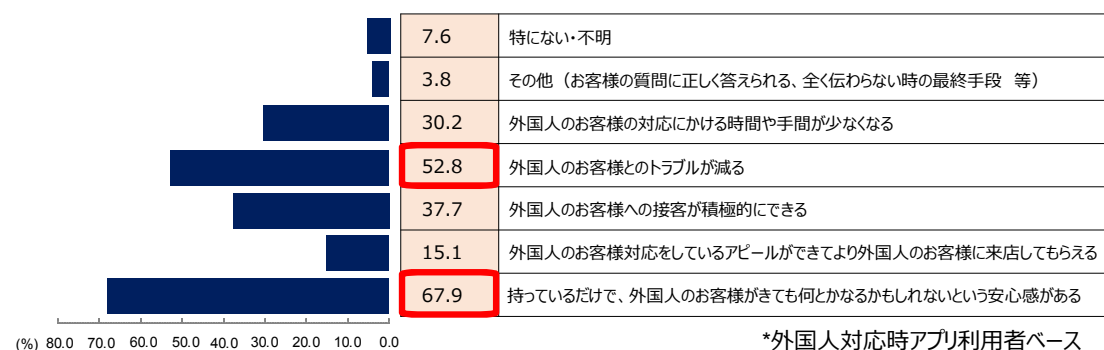 7.6 特にない・不明
3.8 その他（お客様の質問に正しく答えられる、全く伝わらない時の最終手段　等）
30.2 外国人のお客様の対応にかける時間や手間が少なくなる
52.8 外国人のお客様とのトラブルが減る
37.7 外国人のお客様への接客が積極的にできる
15.1 外国人のお客様対応をしているアピールができてより外国人のお客様に来店してもらえる
67.9 持っているだけで、外国人のお客様がきても何とかなるかもしれないという安心感がある
(%) 80.0 70.0 60.0 50.0 40.0 30.0 20.0 10.0 0.0
*外国人対応時アプリ利用者ベース